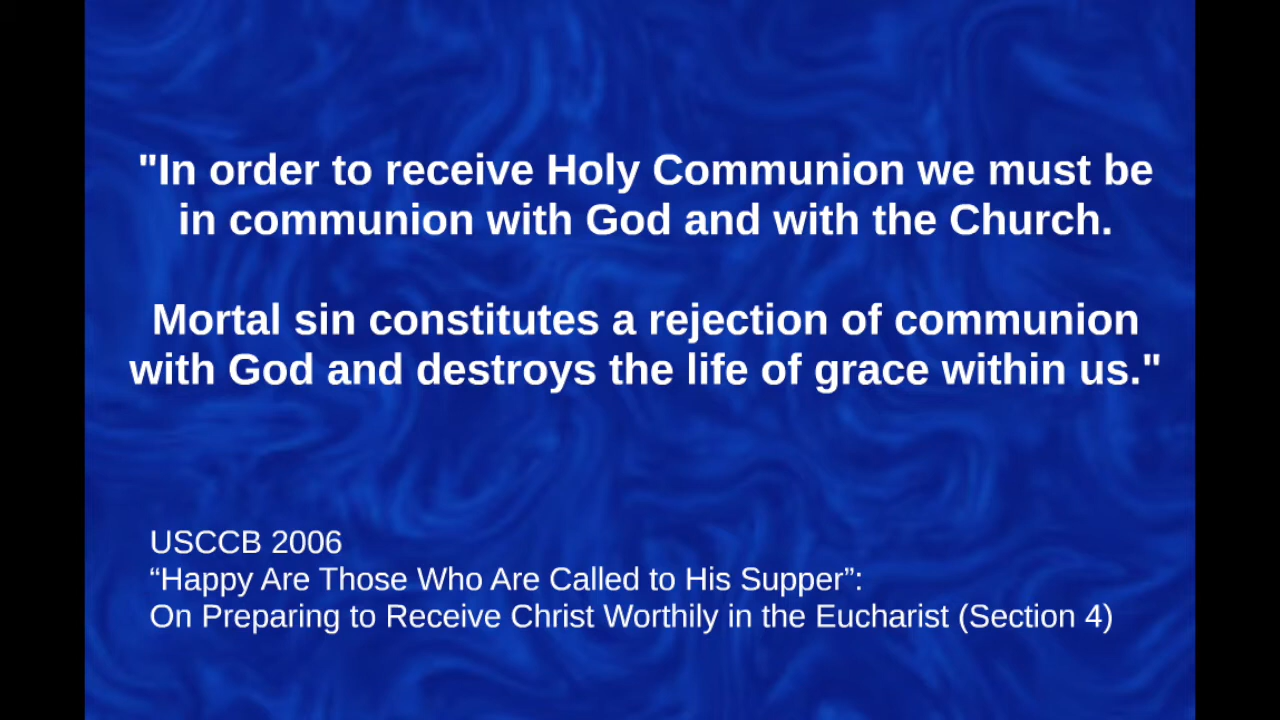 "In order to receive Holy Communion we must be
in communion with God and with the Church.
Mortal sin constitutes a rejection of communion
with God and destroys the life of grace within us."
USCCB 2006
“Happy Are Those Who Are Called to His Supper”:
On Preparing to Receive Christ Worthily in the Eucharist (Section 4)